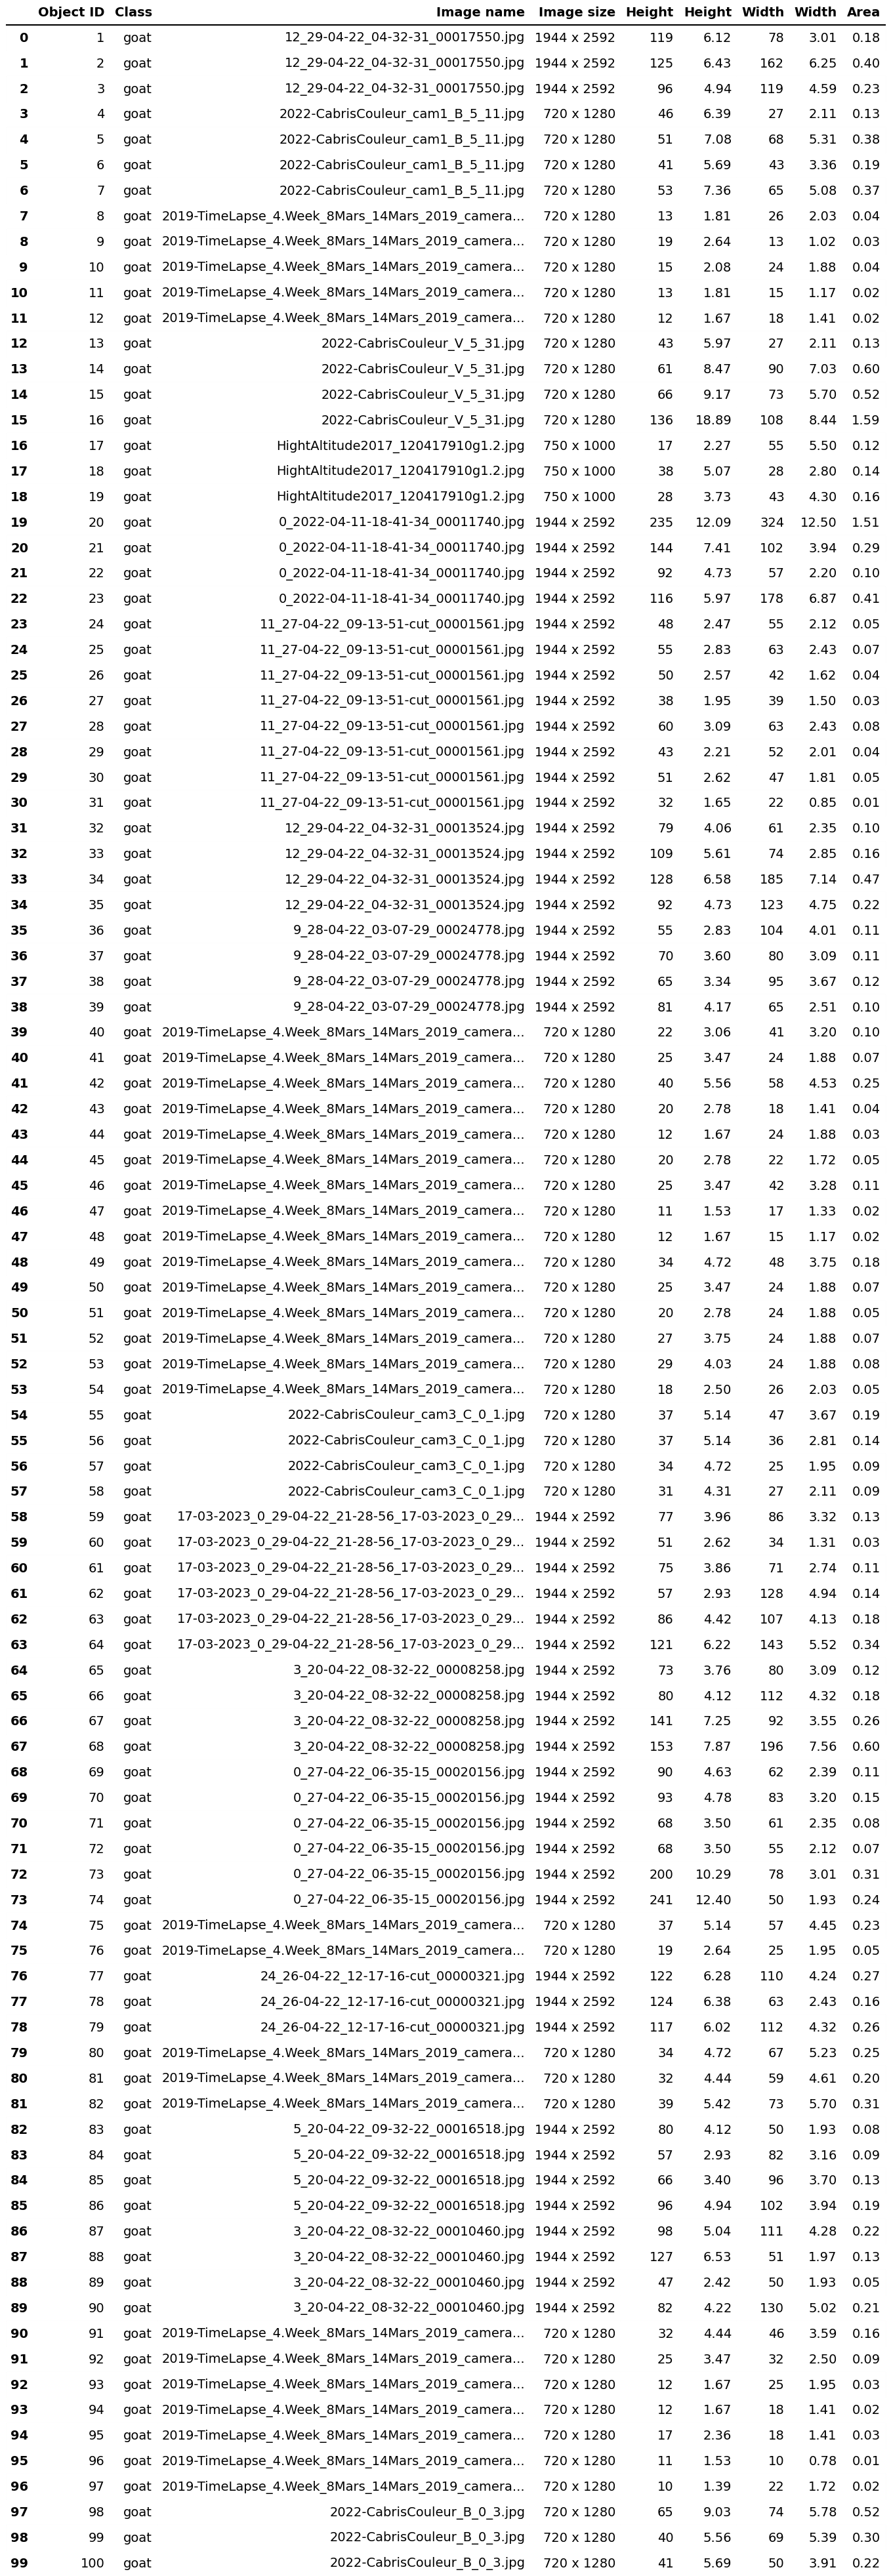 Object ID Class Image name Image size Height Height Width Width Area
0 1 goat 12_29-04-22_04-32-31_00017550.jpg 1944 x 2592 119 6.12 78 3.01 0.18
1 2 goat 12_29-04-22_04-32-31_00017550.jpg 1944 x 2592 125 6.43 162 6.25 0.40
2 3 goat 12_29-04-22_04-32-31_00017550.jpg 1944 x 2592 96 4.94 119 4.59 0.23
3 4 goat 2022-CabrisCouleur_cam1_B_5_11.jpg 720 x 1280 46 6.39 27 2.11 0.13
4 5 goat 2022-CabrisCouleur_cam1_B_5_11.jpg 720 x 1280 51 7.08 68 5.31 0.38
5 6 goat 2022-CabrisCouleur_cam1_B_5_11.jpg 720 x 1280 41 5.69 43 3.36 0.19
6 7 goat 2022-CabrisCouleur_cam1_B_5_11.jpg 720 x 1280 53 7.36 65 5.08 0.37
7 8 goat 2019-TimeLapse_4.Week_8Mars_14Mars_2019_camera... 720 x 1280 13 1.81 26 2.03 0.04
8 9 goat 2019-TimeLapse_4.Week_8Mars_14Mars_2019_camera... 720 x 1280 19 2.64 13 1.02 0.03
9 10 goat 2019-TimeLapse_4.Week_8Mars_14Mars_2019_camera... 720 x 1280 15 2.08 24 1.88 0.04
10 11 goat 2019-TimeLapse_4.Week_8Mars_14Mars_2019_camera... 720 x 1280 13 1.81 15 1.17 0.02
11 12 goat 2019-TimeLapse_4.Week_8Mars_14Mars_2019_camera... 720 x 1280 12 1.67 18 1.41 0.02
12 13 goat 2022-CabrisCouleur_V_5_31.jpg 720 x 1280 43 5.97 27 2.11 0.13
13 14 goat 2022-CabrisCouleur_V_5_31.jpg 720 x 1280 61 8.47 90 7.03 0.60
14 15 goat 2022-CabrisCouleur_V_5_31.jpg 720 x 1280 66 9.17 73 5.70 0.52
15 16 goat 2022-CabrisCouleur_V_5_31.jpg 720 x 1280 136 18.89 108 8.44 1.59
16 17 goat HightAltitude2017_120417910g1.2.jpg 750 x 1000 17 2.27 55 5.50 0.12
17 18 goat HightAltitude2017_120417910g1.2.jpg 750 x 1000 38 5.07 28 2.80 0.14
18 19 goat HightAltitude2017_120417910g1.2.jpg 750 x 1000 28 3.73 43 4.30 0.16
19 20 goat 0_2022-04-11-18-41-34_00011740.jpg 1944 x 2592 235 12.09 324 12.50 1.51
20 21 goat 0_2022-04-11-18-41-34_00011740.jpg 1944 x 2592 144 7.41 102 3.94 0.29
21 22 goat 0_2022-04-11-18-41-34_00011740.jpg 1944 x 2592 92 4.73 57 2.20 0.10
22 23 goat 0_2022-04-11-18-41-34_00011740.jpg 1944 x 2592 116 5.97 178 6.87 0.41
23 24 goat 11_27-04-22_09-13-51-cut_00001561.jpg 1944 x 2592 48 2.47 55 2.12 0.05
24 25 goat 11_27-04-22_09-13-51-cut_00001561.jpg 1944 x 2592 55 2.83 63 2.43 0.07
25 26 goat 11_27-04-22_09-13-51-cut_00001561.jpg 1944 x 2592 50 2.57 42 1.62 0.04
26 27 goat 11_27-04-22_09-13-51-cut_00001561.jpg 1944 x 2592 38 1.95 39 1.50 0.03
27 28 goat 11_27-04-22_09-13-51-cut_00001561.jpg 1944 x 2592 60 3.09 63 2.43 0.08
28 29 goat 11_27-04-22_09-13-51-cut_00001561.jpg 1944 x 2592 43 2.21 52 2.01 0.04
29 30 goat 11_27-04-22_09-13-51-cut_00001561.jpg 1944 x 2592 51 2.62 47 1.81 0.05
30 31 goat 11_27-04-22_09-13-51-cut_00001561.jpg 1944 x 2592 32 1.65 22 0.85 0.01
31 32 goat 12_29-04-22_04-32-31_00013524.jpg 1944 x 2592 79 4.06 61 2.35 0.10
32 33 goat 12_29-04-22_04-32-31_00013524.jpg 1944 x 2592 109 5.61 74 2.85 0.16
33 34 goat 12_29-04-22_04-32-31_00013524.jpg 1944 x 2592 128 6.58 185 7.14 0.47
34 35 goat 12_29-04-22_04-32-31_00013524.jpg 1944 x 2592 92 4.73 123 4.75 0.22
35 36 goat 9_28-04-22_03-07-29_00024778.jpg 1944 x 2592 55 2.83 104 4.01 0.11
36 37 goat 9_28-04-22_03-07-29_00024778.jpg 1944 x 2592 70 3.60 80 3.09 0.11
37 38 goat 9_28-04-22_03-07-29_00024778.jpg 1944 x 2592 65 3.34 95 3.67 0.12
38 39 goat 9_28-04-22_03-07-29_00024778.jpg 1944 x 2592 81 4.17 65 2.51 0.10
39 40 goat 2019-TimeLapse_4.Week_8Mars_14Mars_2019_camera... 720 x 1280 22 3.06 41 3.20 0.10
40 41 goat 2019-TimeLapse_4.Week_8Mars_14Mars_2019_camera... 720 x 1280 25 3.47 24 1.88 0.07
41 42 goat 2019-TimeLapse_4.Week_8Mars_14Mars_2019_camera... 720 x 1280 40 5.56 58 4.53 0.25
42 43 goat 2019-TimeLapse_4.Week_8Mars_14Mars_2019_camera... 720 x 1280 20 2.78 18 1.41 0.04
43 44 goat 2019-TimeLapse_4.Week_8Mars_14Mars_2019_camera... 720 x 1280 12 1.67 24 1.88 0.03
44 45 goat 2019-TimeLapse_4.Week_8Mars_14Mars_2019_camera... 720 x 1280 20 2.78 22 1.72 0.05
45 46 goat 2019-TimeLapse_4.Week_8Mars_14Mars_2019_camera... 720 x 1280 25 3.47 42 3.28 0.11
46 47 goat 2019-TimeLapse_4.Week_8Mars_14Mars_2019_camera... 720 x 1280 11 1.53 17 1.33 0.02
47 48 goat 2019-TimeLapse_4.Week_8Mars_14Mars_2019_camera... 720 x 1280 12 1.67 15 1.17 0.02
48 49 goat 2019-TimeLapse_4.Week_8Mars_14Mars_2019_camera... 720 x 1280 34 4.72 48 3.75 0.18
49 50 goat 2019-TimeLapse_4.Week_8Mars_14Mars_2019_camera... 720 x 1280 25 3.47 24 1.88 0.07
50 51 goat 2019-TimeLapse_4.Week_8Mars_14Mars_2019_camera... 720 x 1280 20 2.78 24 1.88 0.05
51 52 goat 2019-TimeLapse_4.Week_8Mars_14Mars_2019_camera... 720 x 1280 27 3.75 24 1.88 0.07
52 53 goat 2019-TimeLapse_4.Week_8Mars_14Mars_2019_camera... 720 x 1280 29 4.03 24 1.88 0.08
53 54 goat 2019-TimeLapse_4.Week_8Mars_14Mars_2019_camera... 720 x 1280 18 2.50 26 2.03 0.05
54 55 goat 2022-CabrisCouleur_cam3_C_0_1.jpg 720 x 1280 37 5.14 47 3.67 0.19
55 56 goat 2022-CabrisCouleur_cam3_C_0_1.jpg 720 x 1280 37 5.14 36 2.81 0.14
56 57 goat 2022-CabrisCouleur_cam3_C_0_1.jpg 720 x 1280 34 4.72 25 1.95 0.09
57 58 goat 2022-CabrisCouleur_cam3_C_0_1.jpg 720 x 1280 31 4.31 27 2.11 0.09
58 59 goat 17-03-2023_0_29-04-22_21-28-56_17-03-2023_0_29... 1944 x 2592 77 3.96 86 3.32 0.13
59 60 goat 17-03-2023_0_29-04-22_21-28-56_17-03-2023_0_29... 1944 x 2592 51 2.62 34 1.31 0.03
60 61 goat 17-03-2023_0_29-04-22_21-28-56_17-03-2023_0_29... 1944 x 2592 75 3.86 71 2.74 0.11
61 62 goat 17-03-2023_0_29-04-22_21-28-56_17-03-2023_0_29... 1944 x 2592 57 2.93 128 4.94 0.14
62 63 goat 17-03-2023_0_29-04-22_21-28-56_17-03-2023_0_29... 1944 x 2592 86 4.42 107 4.13 0.18
63 64 goat 17-03-2023_0_29-04-22_21-28-56_17-03-2023_0_29... 1944 x 2592 121 6.22 143 5.52 0.34
64 65 goat 3_20-04-22_08-32-22_00008258.jpg 1944 x 2592 73 3.76 80 3.09 0.12
65 66 goat 3_20-04-22_08-32-22_00008258.jpg 1944 x 2592 80 4.12 112 4.32 0.18
66 67 goat 3_20-04-22_08-32-22_00008258.jpg 1944 x 2592 141 7.25 92 3.55 0.26
67 68 goat 3_20-04-22_08-32-22_00008258.jpg 1944 x 2592 153 7.87 196 7.56 0.60
68 69 goat 0_27-04-22_06-35-15_00020156.jpg 1944 x 2592 90 4.63 62 2.39 0.11
69 70 goat 0_27-04-22_06-35-15_00020156.jpg 1944 x 2592 93 4.78 83 3.20 0.15
70 71 goat 0_27-04-22_06-35-15_00020156.jpg 1944 x 2592 68 3.50 61 2.35 0.08
71 72 goat 0_27-04-22_06-35-15_00020156.jpg 1944 x 2592 68 3.50 55 2.12 0.07
72 73 goat 0_27-04-22_06-35-15_00020156.jpg 1944 x 2592 200 10.29 78 3.01 0.31
73 74 goat 0_27-04-22_06-35-15_00020156.jpg 1944 x 2592 241 12.40 50 1.93 0.24
74 75 goat 2019-TimeLapse_4.Week_8Mars_14Mars_2019_camera... 720 x 1280 37 5.14 57 4.45 0.23
75 76 goat 2019-TimeLapse_4.Week_8Mars_14Mars_2019_camera... 720 x 1280 19 2.64 25 1.95 0.05
76 77 goat 24_26-04-22_12-17-16-cut_00000321.jpg 1944 x 2592 122 6.28 110 4.24 0.27
77 78 goat 24_26-04-22_12-17-16-cut_00000321.jpg 1944 x 2592 124 6.38 63 2.43 0.16
78 79 goat 24_26-04-22_12-17-16-cut_00000321.jpg 1944 x 2592 117 6.02 112 4.32 0.26
79 80 goat 2019-TimeLapse_4.Week_8Mars_14Mars_2019_camera... 720 x 1280 34 4.72 67 5.23 0.25
80 81 goat 2019-TimeLapse_4.Week_8Mars_14Mars_2019_camera... 720 x 1280 32 4.44 59 4.61 0.20
81 82 goat 2019-TimeLapse_4.Week_8Mars_14Mars_2019_camera... 720 x 1280 39 5.42 73 5.70 0.31
82 83 goat 5_20-04-22_09-32-22_00016518.jpg 1944 x 2592 80 4.12 50 1.93 0.08
83 84 goat 5_20-04-22_09-32-22_00016518.jpg 1944 x 2592 57 2.93 82 3.16 0.09
84 85 goat 5_20-04-22_09-32-22_00016518.jpg 1944 x 2592 66 3.40 96 3.70 0.13
85 86 goat 5_20-04-22_09-32-22_00016518.jpg 1944 x 2592 96 4.94 102 3.94 0.19
86 87 goat 3_20-04-22_08-32-22_00010460.jpg 1944 x 2592 98 5.04 111 4.28 0.22
87 88 goat 3_20-04-22_08-32-22_00010460.jpg 1944 x 2592 127 6.53 51 1.97 0.13
88 89 goat 3_20-04-22_08-32-22_00010460.jpg 1944 x 2592 47 2.42 50 1.93 0.05
89 90 goat 3_20-04-22_08-32-22_00010460.jpg 1944 x 2592 82 4.22 130 5.02 0.21
90 91 goat 2019-TimeLapse_4.Week_8Mars_14Mars_2019_camera... 720 x 1280 32 4.44 46 3.59 0.16
91 92 goat 2019-TimeLapse_4.Week_8Mars_14Mars_2019_camera... 720 x 1280 25 3.47 32 2.50 0.09
92 93 goat 2019-TimeLapse_4.Week_8Mars_14Mars_2019_camera... 720 x 1280 12 1.67 25 1.95 0.03
93 94 goat 2019-TimeLapse_4.Week_8Mars_14Mars_2019_camera... 720 x 1280 12 1.67 18 1.41 0.02
94 95 goat 2019-TimeLapse_4.Week_8Mars_14Mars_2019_camera... 720 x 1280 17 2.36 18 1.41 0.03
95 96 goat 2019-TimeLapse_4.Week_8Mars_14Mars_2019_camera... 720 x 1280 11 1.53 10 0.78 0.01
96 97 goat 2019-TimeLapse_4.Week_8Mars_14Mars_2019_camera... 720 x 1280 10 1.39 22 1.72 0.02
97 98 goat 2022-CabrisCouleur_B_0_3.jpg 720 x 1280 65 9.03 74 5.78 0.52
98 99 goat 2022-CabrisCouleur_B_0_3.jpg 720 x 1280 40 5.56 69 5.39 0.30
99 100 goat 2022-CabrisCouleur_B_0_3.jpg 720 x 1280 41 5.69 50 3.91 0.22